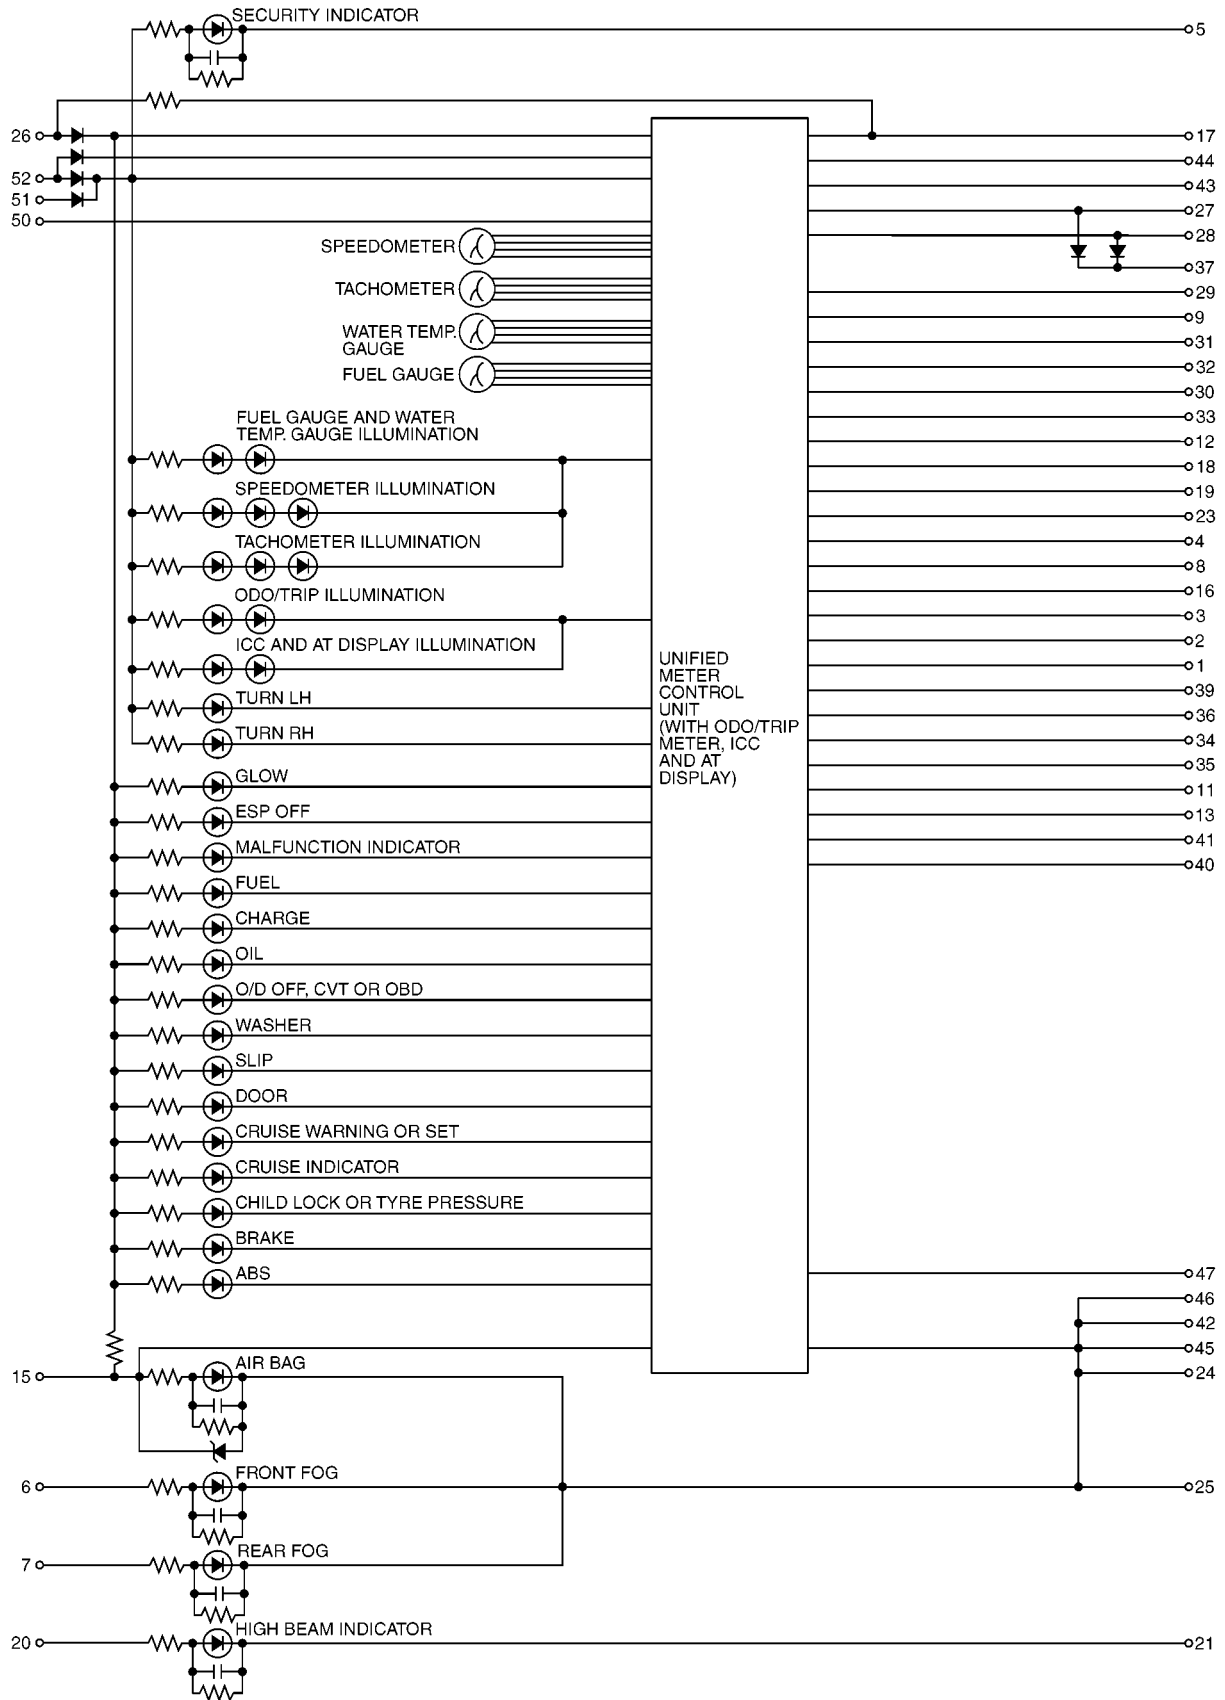 SECURITY INDICATOR
5
26
17
44
52
43
51
27
50
28
SPEEDOMETER
37
TACHOMETER
29
9
WATER TEMP.
GAUGE
31
FUEL GAUGE
32
30
FUEL GAUGE AND WATER
TEMP. GAUGE ILLUMINATION
33
12
18
SPEEDOMETER ILLUMINATION
19
23
TACHOMETER ILLUMINATION
4
8
ODO/TRIP ILLUMINATION
16
3
ICC AND AT DISPLAY ILLUMINATION
2
UNIFIED
METER
CONTROL
UNIT
(WITH ODO/TRIP
METER, ICC
AND AT
DISPLAY)
1
39
TURN LH
36
TURN RH
34
35
GLOW
11
ESP OFF
13
MALFUNCTION INDICATOR
41
40
FUEL
CHARGE
OIL
O/D OFF, CVT OR OBD
WASHER
SLIP
DOOR
CRUISE WARNING OR SET
CRUISE INDICATOR
CHILD LOCK OR TYRE PRESSURE
BRAKE
ABS
47
46
42
45
15
AIR BAG
24
6
FRONT FOG
25
7
REAR FOG
20
HIGH BEAM INDICATOR
21